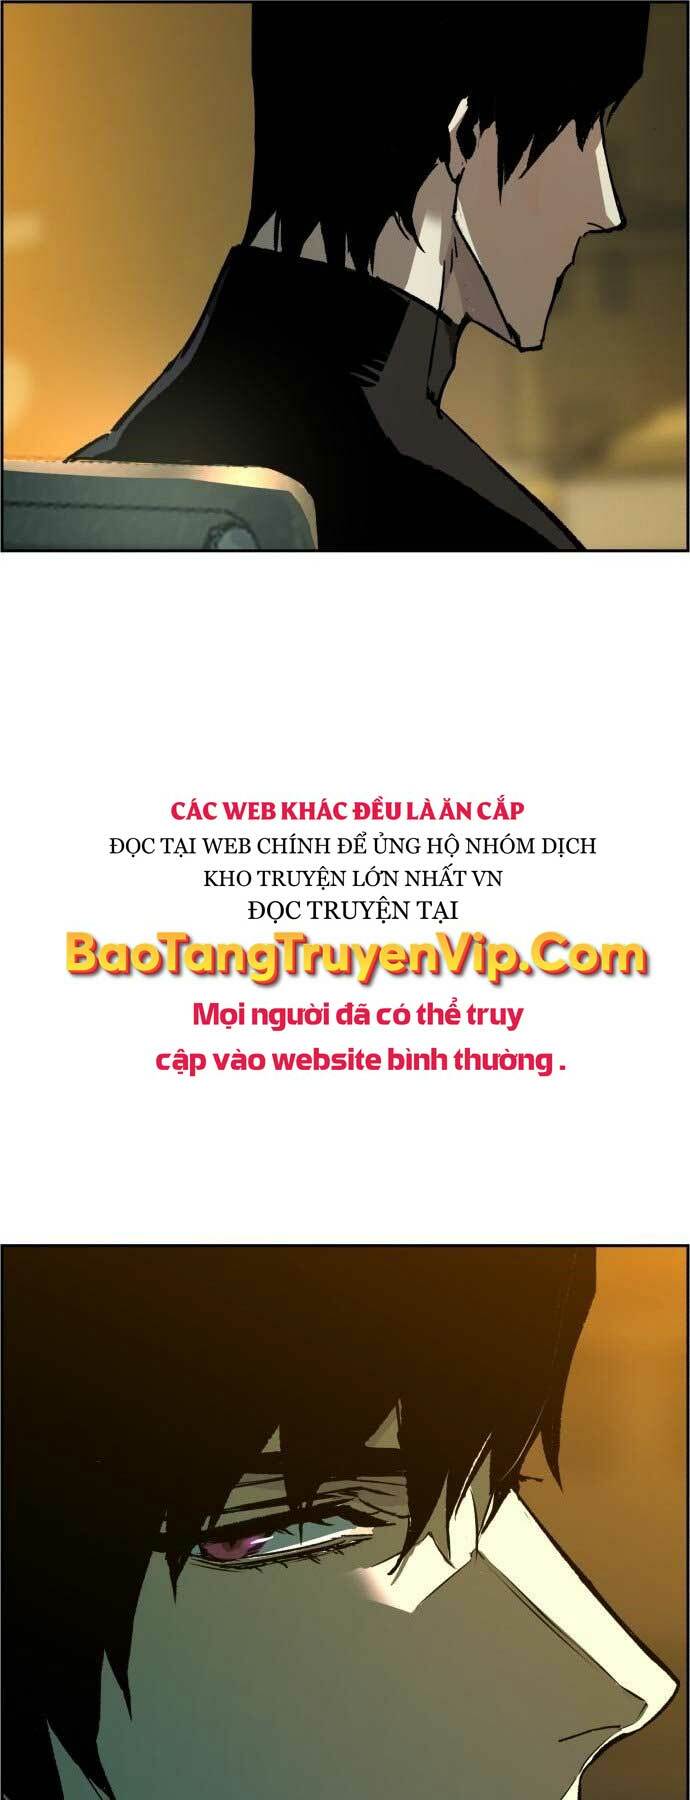 CÁC WEB KHÁC ĐỀU LÀ ĂN CẮP
ĐỌC TẠI WEB CHÍNH ĐỂ ỦNG HỘ NHÓM DỊCH
KHO TRUYỆN LỚN NHẤT VN
ĐỌC TRUYỆN TẠI
BaoTangTruyenVip.Com
Mọi người đã có thể truy
cập vào website bình thường .